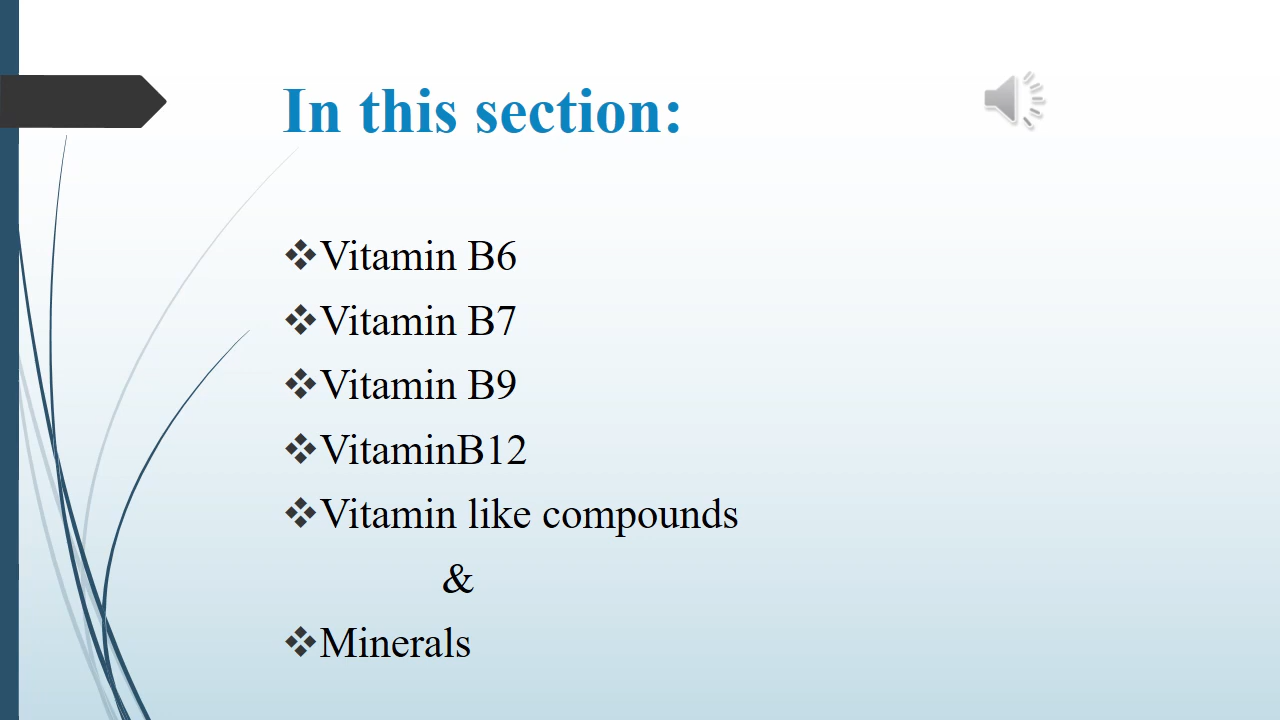 In this section:
❖Vitamin B6
❖Vitamin B7
❖Vitamin B9
❖VitaminB12
❖Vitamin like compounds
&
❖Minerals